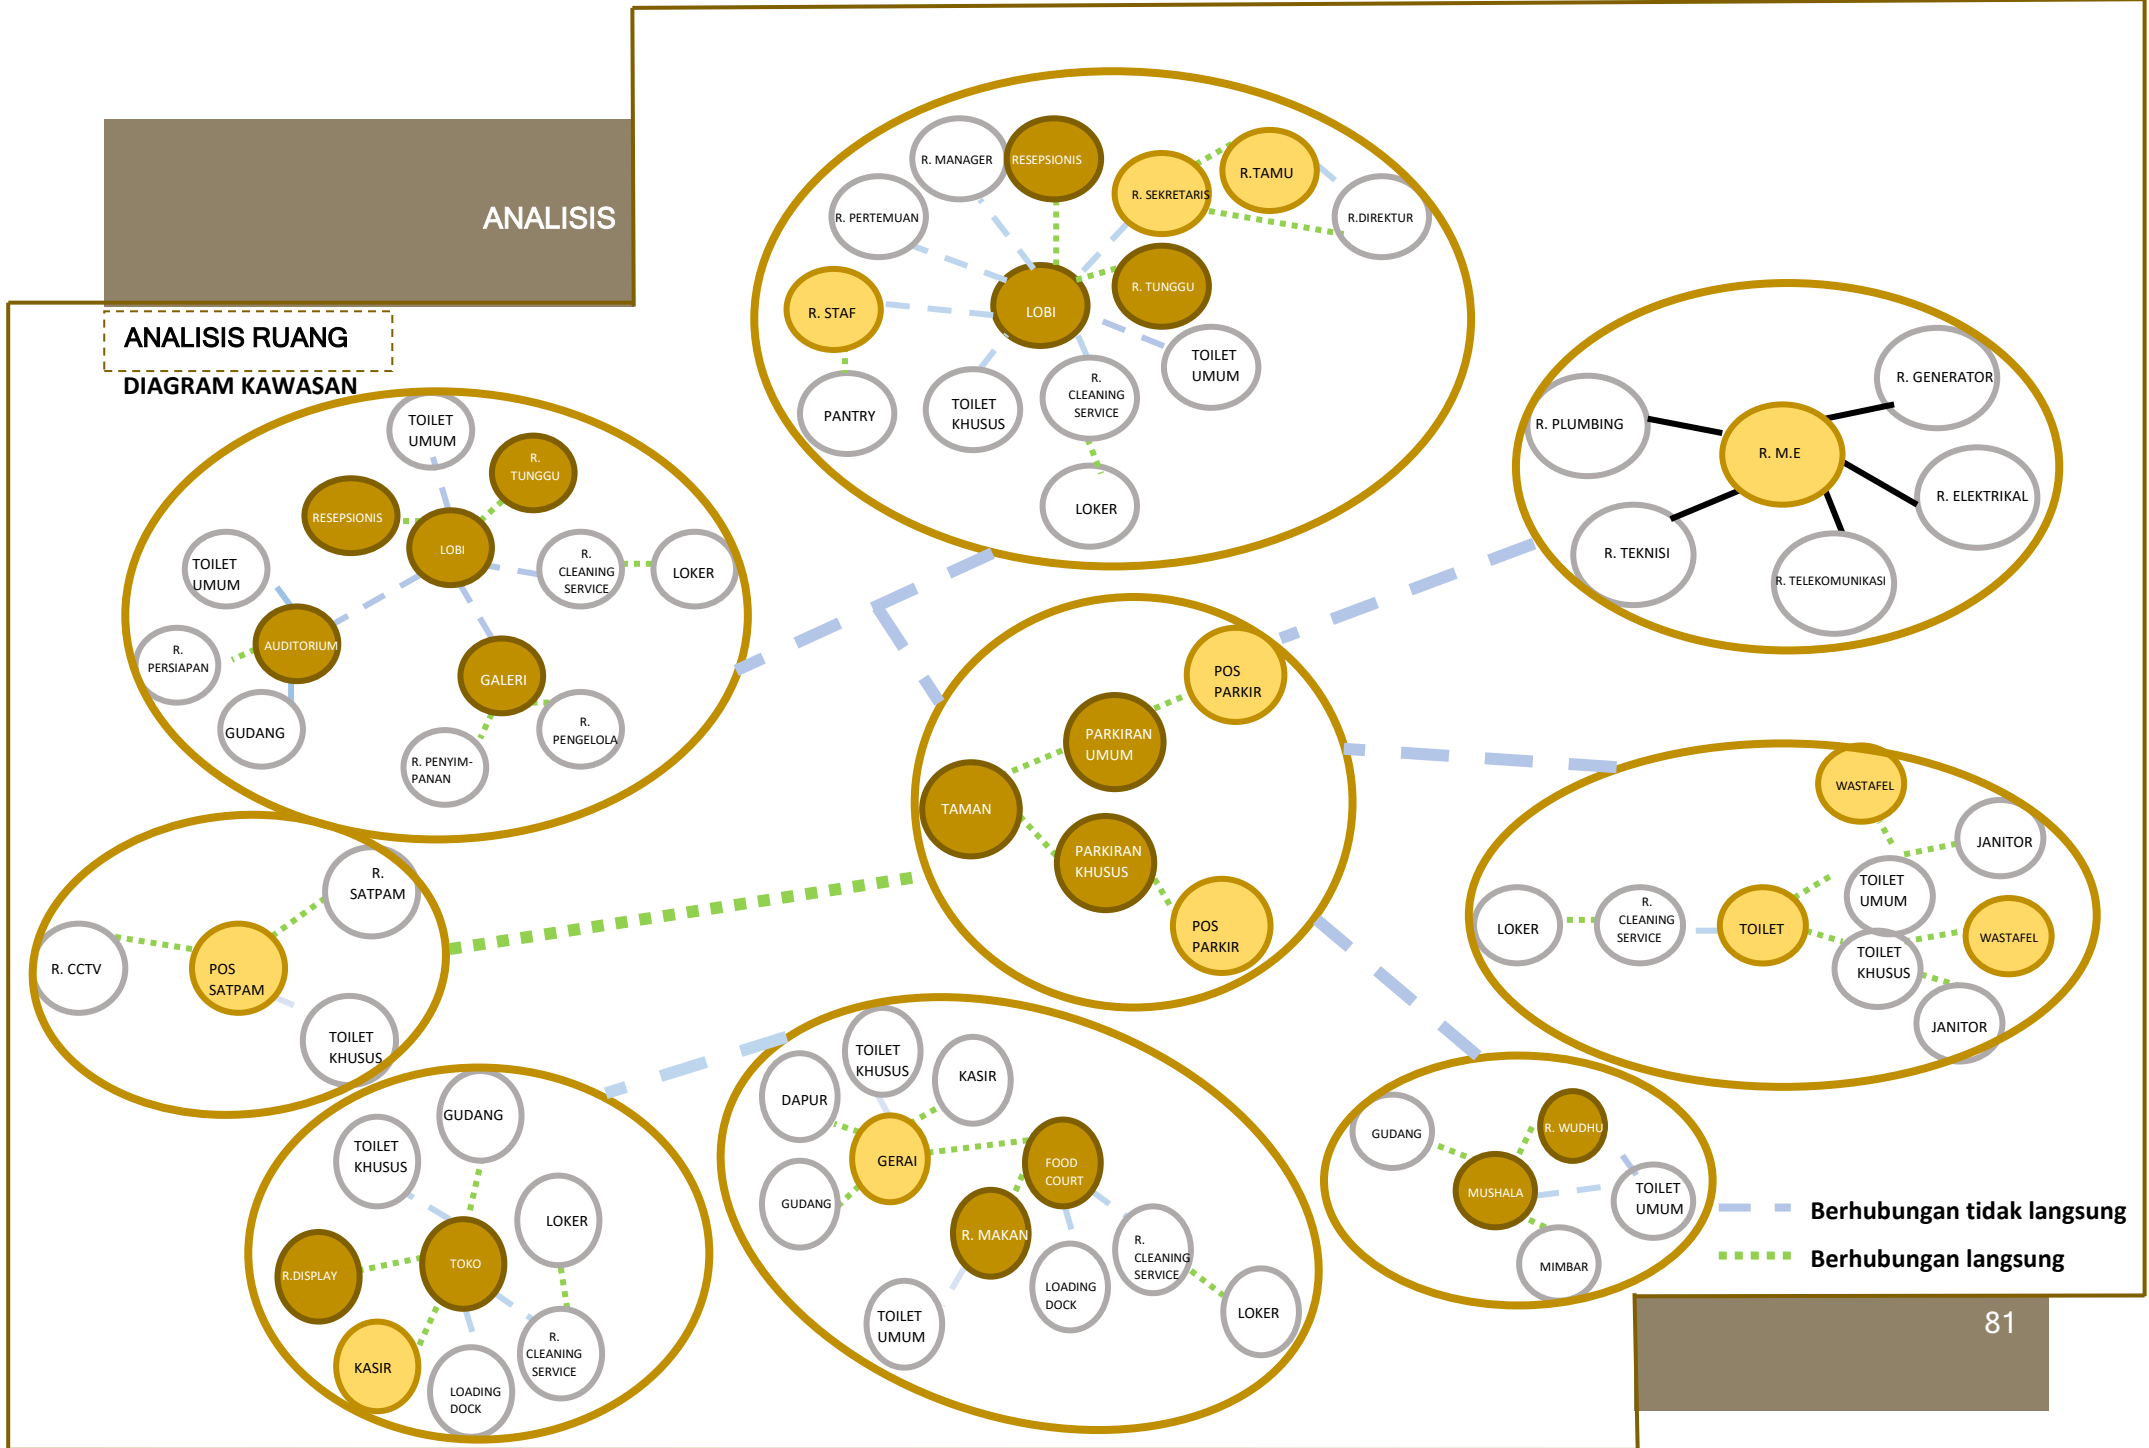 ANALISIS
ANALISIS RUANG
DIAGRAM KAWASAN
R. MANAGER
RESEPSIONIS
R. SEKRETARIS
R.TAMU
R. PERTEMUAN
R.DIREKTUR
R. TUNGGU
R. STAF
LOBI
TOILET
UMUM
PANTRY
TOILET
KHUSUS
R.
CLEANING
SERVICE
LOKER
R. GENERATOR
R. PLUMBING
R. M.E
R. ELEKTRIKAL
R. TEKNISI
R. TELEKOMUNIKASI
TOILET
UMUM
R.
TUNGGU
RESEPSIONIS
LOBI
TOILET
UMUM
R.
CLEANING
SERVICE
LOKER
AUDITORIUM
R.
PERSIAPAN
GALERI
GUDANG
R.
PENGELOLA
R. PENYIM-
PANAN
POS
PARKIR
PARKIRAN
UMUM
TAMAN
PARKIRAN
KHUSUS
POS
PARKIR
WASTAFEL
JANITOR
TOILET
UMUM
LOKER
R.
CLEANING
SERVICE
TOILET
WASTAFEL
TOILET
KHUSUS
JANITOR
R.
SATPAM
R. CCTV
POS
SATPAM
TOILET
KHUSUS
GUDANG
TOILET
KHUSUS
LOKER
R.DISPLAY
TOKO
KASIR
R.
CLEANING
SERVICE
LOADING
DOCK
TOILET
KHUSUS
KASIR
DAPUR
GERAI
FOOD
COURT
GUDANG
R. MAKAN
R.
CLEANING
SERVICE
LOADING
DOCK
TOILET
UMUM
LOKER
GUDANG
R. WUDHU
MUSHALA
TOILET
UMUM
MIMBAR
Berhubungan tidak langsung
Berhubungan langsung
81